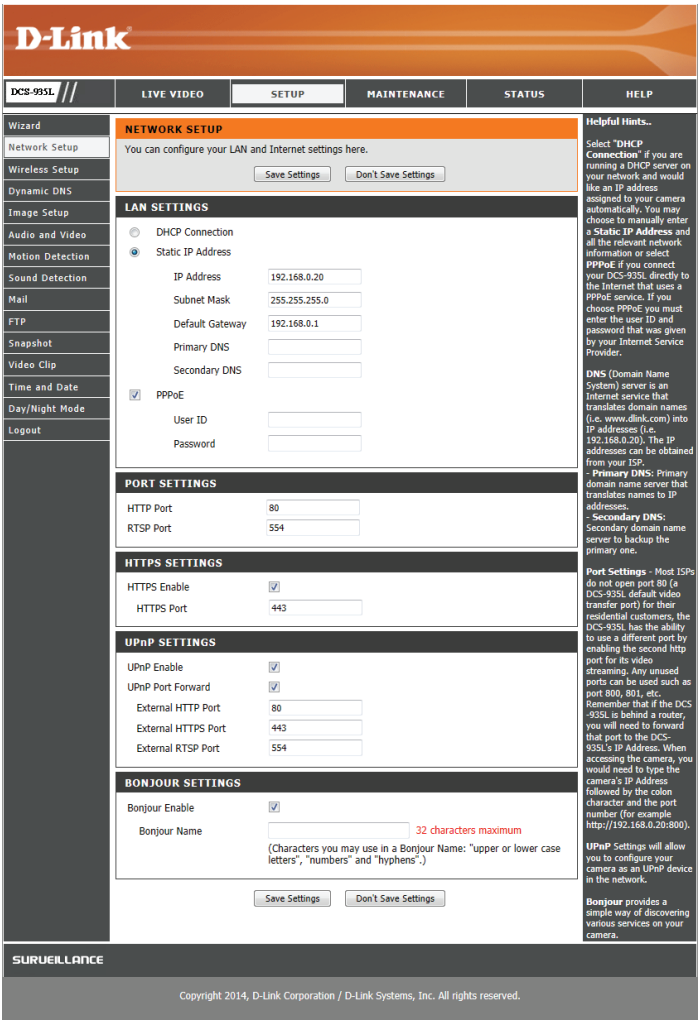 D-Link
DCS-935L
LIVE VIDEO
SETUP
MAINTENANCE
STATUS
HELP
Wizard
Network Setup
Wireless Setup
Dynamic DNS
Image Setup
Audio and Video
Motion Detection
Sound Detection
Mail
FTP
Snapshot
Video Clip
Time and Date
Day/Night Mode
Logout
NETWORK SETUP
You can configure your LAN and Internet settings here.
Save Settings
Don't Save Settings
LAN SETTINGS
DHCP Connection
Static IP Address
IP Address 192.168.0.20
Subnet Mask 255.255.255.0
Default Gateway 192.168.0.1
Primary DNS
Secondary DNS
PPPoE
User ID
Password
PORT SETTINGS
HTTP Port 80
RTSP Port 554
HTTPS SETTINGS
HTTPS Enable
HTTPS Port 443
UPnP SETTINGS
UPnP Enable
UPnP Port Forward
External HTTP Port 80
External HTTPS Port 443
External RTSP Port 554
BONJOUR SETTINGS
Bonjour Enable
Bonjour Name 32 characters maximum
(Characters you may use in a Bonjour Name: "upper or lower case
letters", "numbers" and "hyphens".)
Save Settings
Don't Save Settings
Helpful Hints..
Select "DHCP
Connection" if you are
running a DHCP server on
your network and would
like an IP address
assigned to your camera
automatically. You may
choose to manually enter
a Static IP Address and
all the relevant network
information or select
PPPoE if you connect
your DCS-935L directly to
the Internet that uses a
PPPoE service. If you
choose PPPoE you must
enter the user ID and
password that was given
by your Internet Service
Provider.
DNS (Domain Name
System) server is an
Internet service that
translates domain names
(i.e. www.dlink.com) into
IP addresses (i.e.
192.168.0.20). The IP
addresses can be obtained
from your ISP.
- Primary DNS: Primary
domain name server that
translates names to IP
addresses.
- Secondary DNS:
Secondary domain name
server to backup the
primary one.
Port Settings - Most ISPs
do not open port 80 (a
DCS-935L default video
transfer port) for their
residential customers, the
DCS-935L has the ability
to use a different port by
enabling the second http
port for its video
streaming. Any unused
ports can be used such as
port 800, 801, etc.
Remember that if the DCS
-935L is behind a router,
you will need to forward
that port to the DCS-
935L's IP Address. When
accessing the camera, you
would need to type the
camera's IP Address
followed by the colon
character and the port
number (for example
http://192.168.0.20:800).
UPnP Settings will allow
you to configure your
camera as an UPnP device
in the network.
Bonjour provides a
simple way of discovering
various services on your
camera.
SURVEILLANCE
Copyright 2014, D-Link Corporation / D-Link Systems, Inc. All rights reserved.